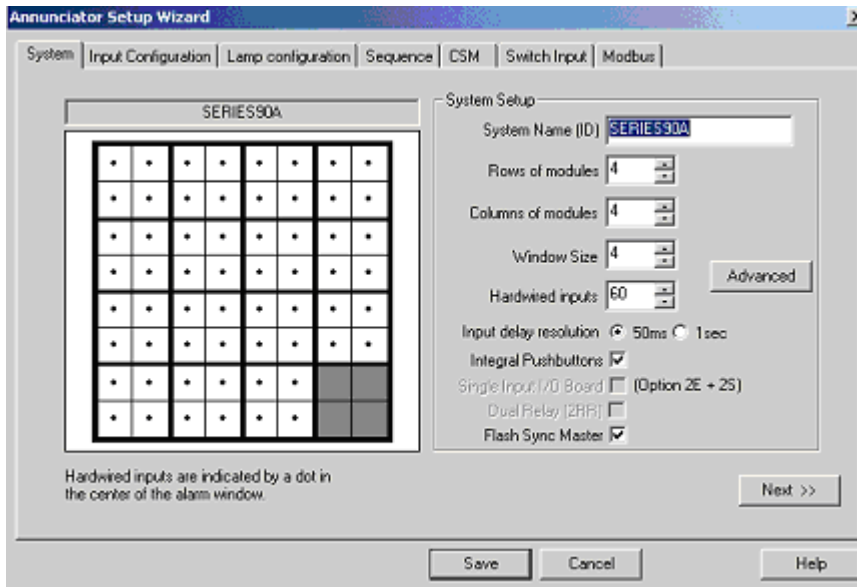 Annunciator Setup Wizard
System Input Configuration Lamp configuration Sequence CSM Switch Input Modbus
SERIES90A
System Setup
System Name (ID) SERIES90A
Rows of modules 4
Columns of modules 4
Window Size 4
Advanced
Hardwired inputs 60
Input delay resolution 50ms 1sec
Integral Pushbuttons
Single Input I/O Board (Option 2E + 2S)
Dual Relay (2RR)
Flash Sync Master
Hardwired inputs are indicated by a dot in
the center of the alarm window.
Next >>
Save Cancel Help